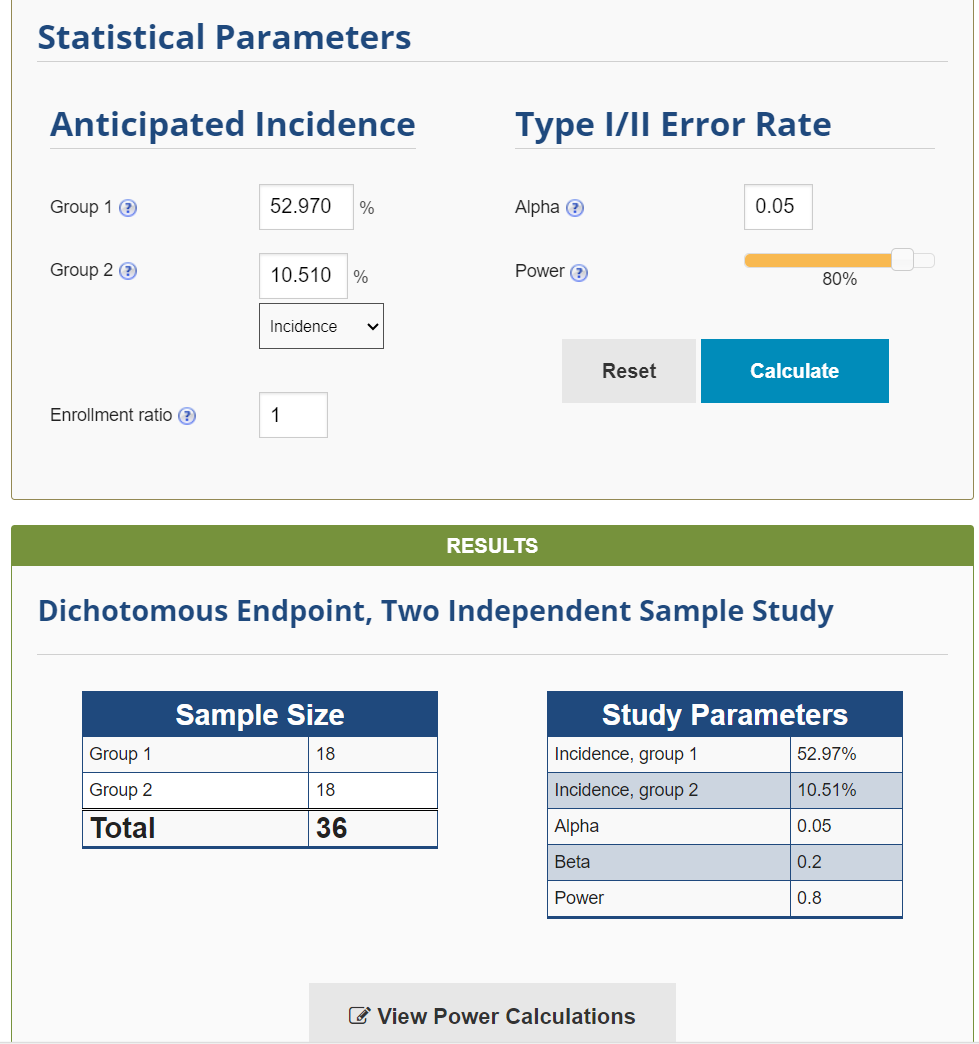 Statistical Parameters
Anticipated Incidence
Type I/II Error Rate
Group 1 ?
52.970 %
Alpha ?
0.05
Group 2 ?
10.510 %
Power ?
80%
Incidence
Reset
Calculate
Enrollment ratio ?
1
RESULTS
Dichotomous Endpoint, Two Independent Sample Study
Sample Size
Group 1 18
Group 2 18
Total 36
Study Parameters
Incidence, group 1 52.97%
Incidence, group 2 10.51%
Alpha 0.05
Beta 0.2
Power 0.8
View Power Calculations